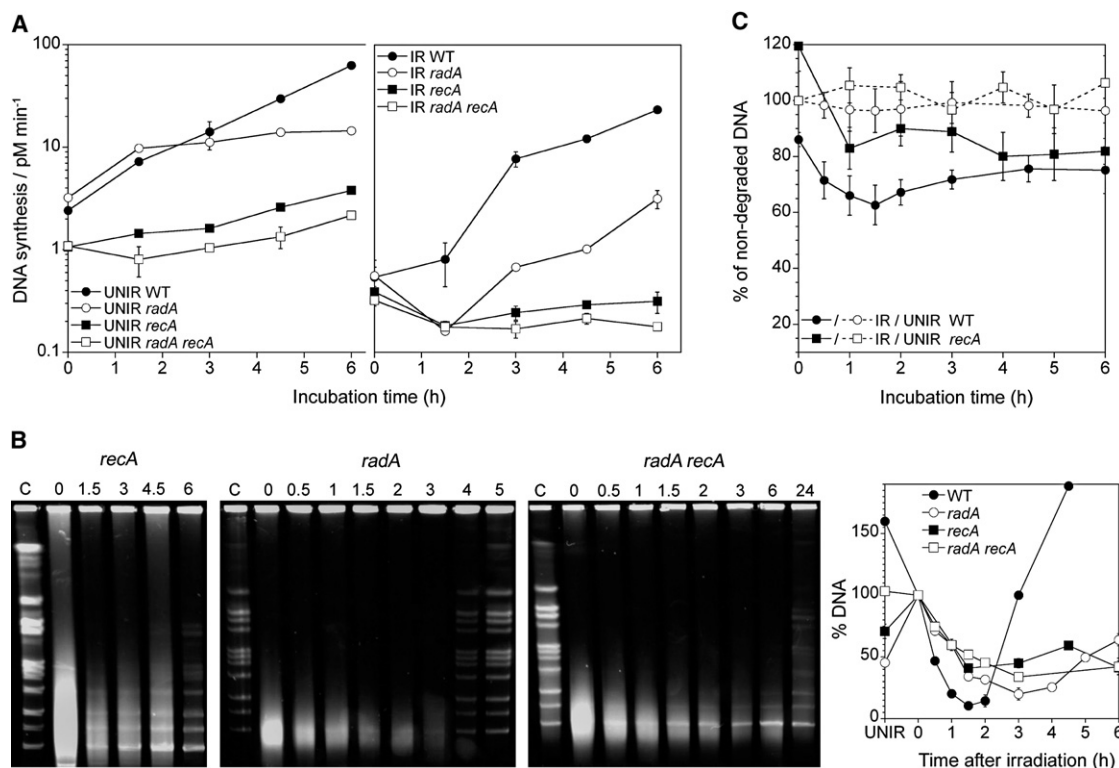 A
100
10
1
0.1
DNA synthesis / pM min⁻¹
UNIR WT
UNIR radA
UNIR recA
UNIR radA recA
0 1 2 3 4 5 6
IR WT
IR radA
IR recA
IR radA recA
0 1 2 3 4 5 6
Incubation time (h)
Incubation time (h)
C
120
100
80
60
40
20
% of non-degraded DNA
/ IR / UNIR WT
/ IR / UNIR recA
0 1 2 3 4 5 6
Incubation time (h)
B
recA
C 0 1.5 3 4.5 6
radA
C 0 0.5 1 1.5 2 3 4 5
radA recA
C 0 0.5 1 1.5 2 3 6 24
WT
radA
recA
radA recA
150
100
50
0
% DNA
UNIR 0 1 2 3 4 5 6
Time after irradiation (h)